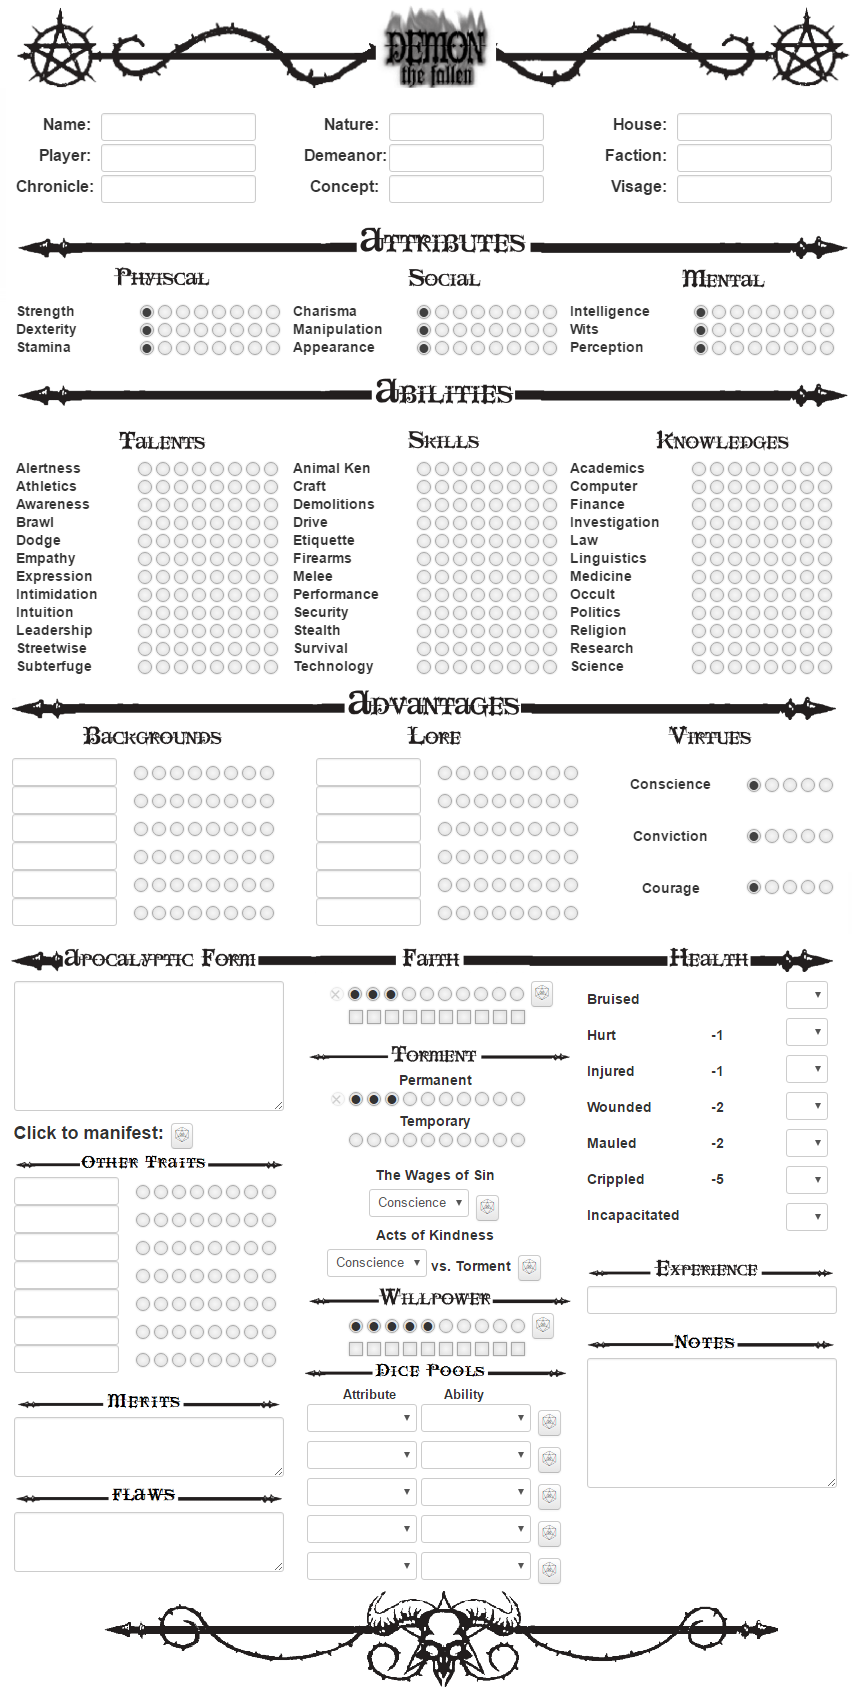 DEMON
the fallen
Name: Nature: House:
Player: Demeanor: Faction:
Chronicle: Concept: Visage:
Attributes
Phyiscal Social Mental
Strength Charisma Intelligence
Dexterity Manipulation Wits
Stamina Appearance Perception
Abilities
Talents Skills Knowledges
Alertness Animal Ken Academics
Athletics Craft Computer
Awareness Demolitions Finance
Brawl Drive Investigation
Dodge Etiquette Law
Empathy Firearms Linguistics
Expression Melee Medicine
Intimidation Performance Occult
Intuition Security Politics
Leadership Stealth Religion
Streetwise Survival Research
Subterfuge Technology Science
Advantages
Backgrounds Lore Virtues
Conscience
Conviction
Courage
Apocalyptic Form Faith Health
Bruised
Hurt -1
Injured -1
Wounded -2
Mauled -2
Crippled -5
Incapacitated
Torment
Permanent
Temporary
Click to manifest:
Other Traits
The Wages of Sin
Conscience
Acts of Kindness
Conscience vs. Torment
Experience
Willpower
Notes
Dice Pools
Attribute Ability
Merits
Flaws